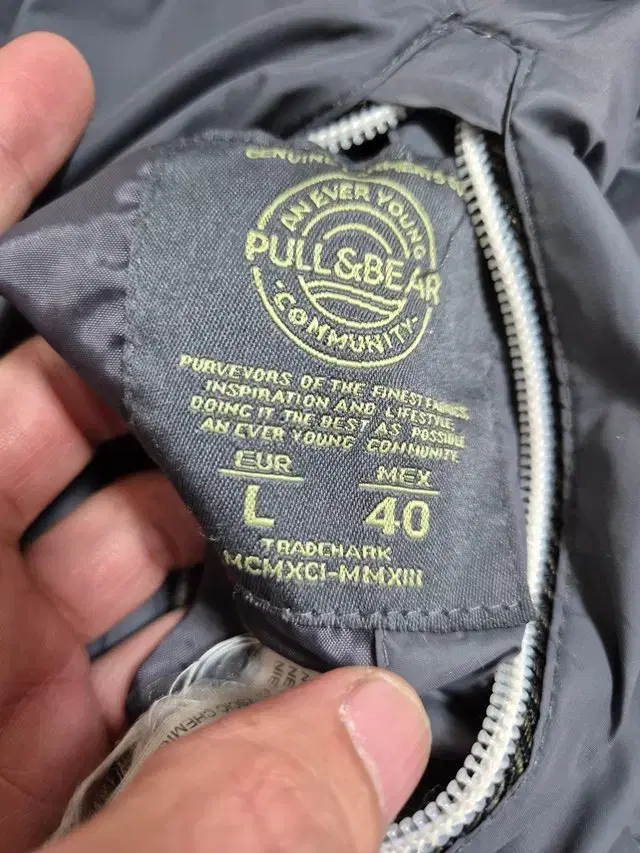 GENUINE
AN EVER YOUNG
PULL&BEAR
-COMMUNITY-
PURVEYORS OF THE FINEST FABRICS,
INSPIRATION AND LIFESTYLE,
DOING IT THE BEST AS POSSIBLE
AN EVER YOUNG COMMUNITY
EUR MEX
L 40
TRADEMARK
MCMXCI-MMXIII